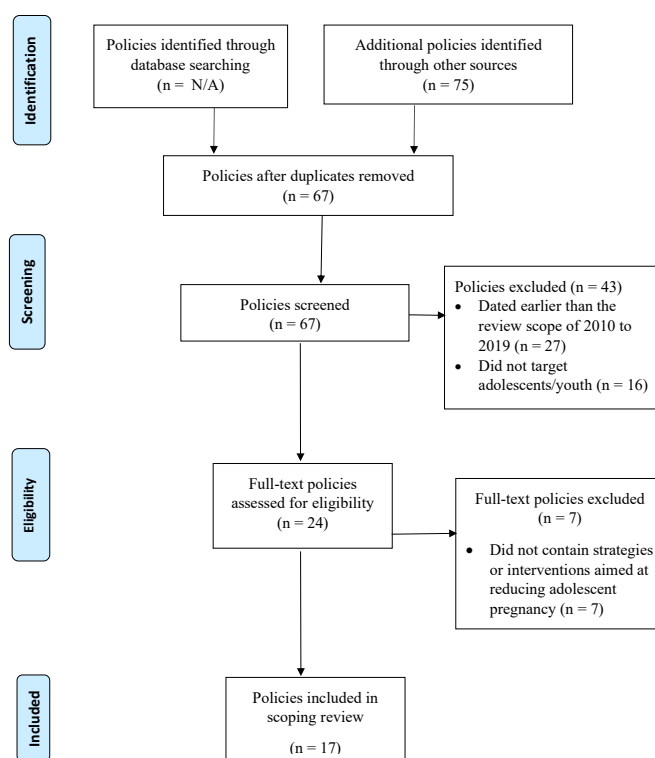 Identification
Policies identified through
database searching
(n = N/A)
Additional policies identified
through other sources
(n = 75)
Policies after duplicates removed
(n = 67)
Screening
Policies screened
(n = 67)
Policies excluded (n = 43)
• Dated earlier than the
review scope of 2010 to
2019 (n = 27)
• Did not target
adolescents/youth (n = 16)
Eligibility
Full-text policies
assessed for eligibility
(n = 24)
Full-text policies excluded
(n = 7)
• Did not contain strategies
or interventions aimed at
reducing adolescent
pregnancy (n = 7)
Included
Policies included in
scoping review
(n = 17)